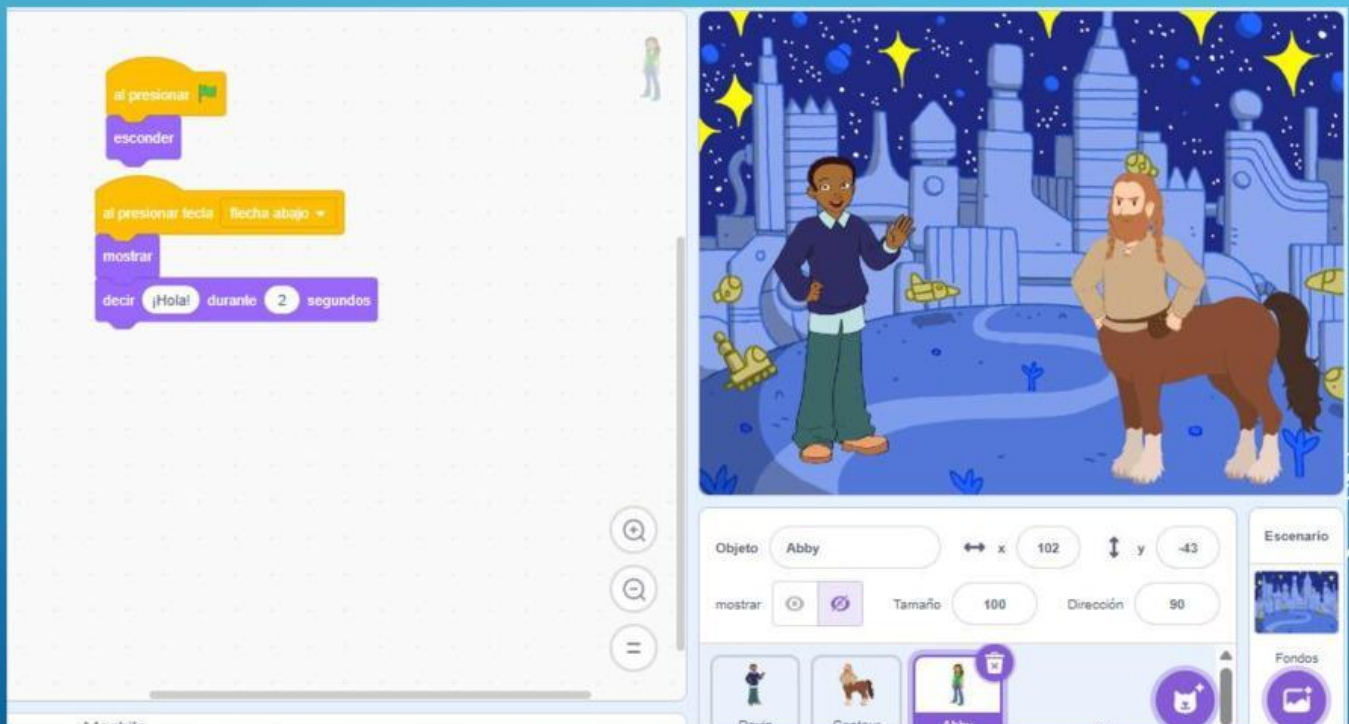 al presionar
esconder
al presionar tecla flecha abajo
mostrar
decir ¡Hola! durante 2 segundos
Objeto Abby x 102 y -43
mostrar Tamaño 100 Dirección 90
Escenario
Fondos
Abby